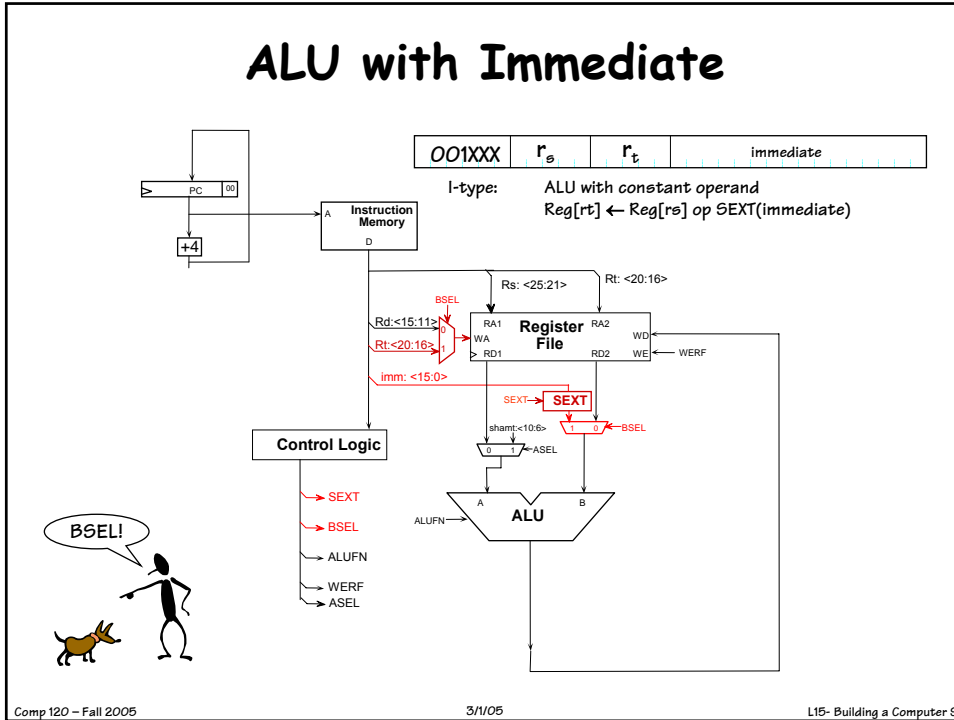 ALU with Immediate
001XXX rs rt immediate
I-type: ALU with constant operand
Reg[rt] ← Reg[rs] op SEXT(immediate)
PC 00
+4
A Instruction
Memory
D
Rs: <25:21>
Rt: <20:16>
BSEL
Rd:<15:11> 0
Rt:<20:16> 1
RA1 Register RA2
File
WA
WD
RD1 RD2 WE WERF
imm: <15:0>
SEXT SEXT
shamt:<10:6>
1 0 BSEL
0 1 ASEL
Control Logic
A B
ALU
ALUFN
SEXT
BSEL
ALUFN
WERF
ASEL
BSEL!
Comp 120 – Fall 2005 3/1/05 L15- Building a Computer S